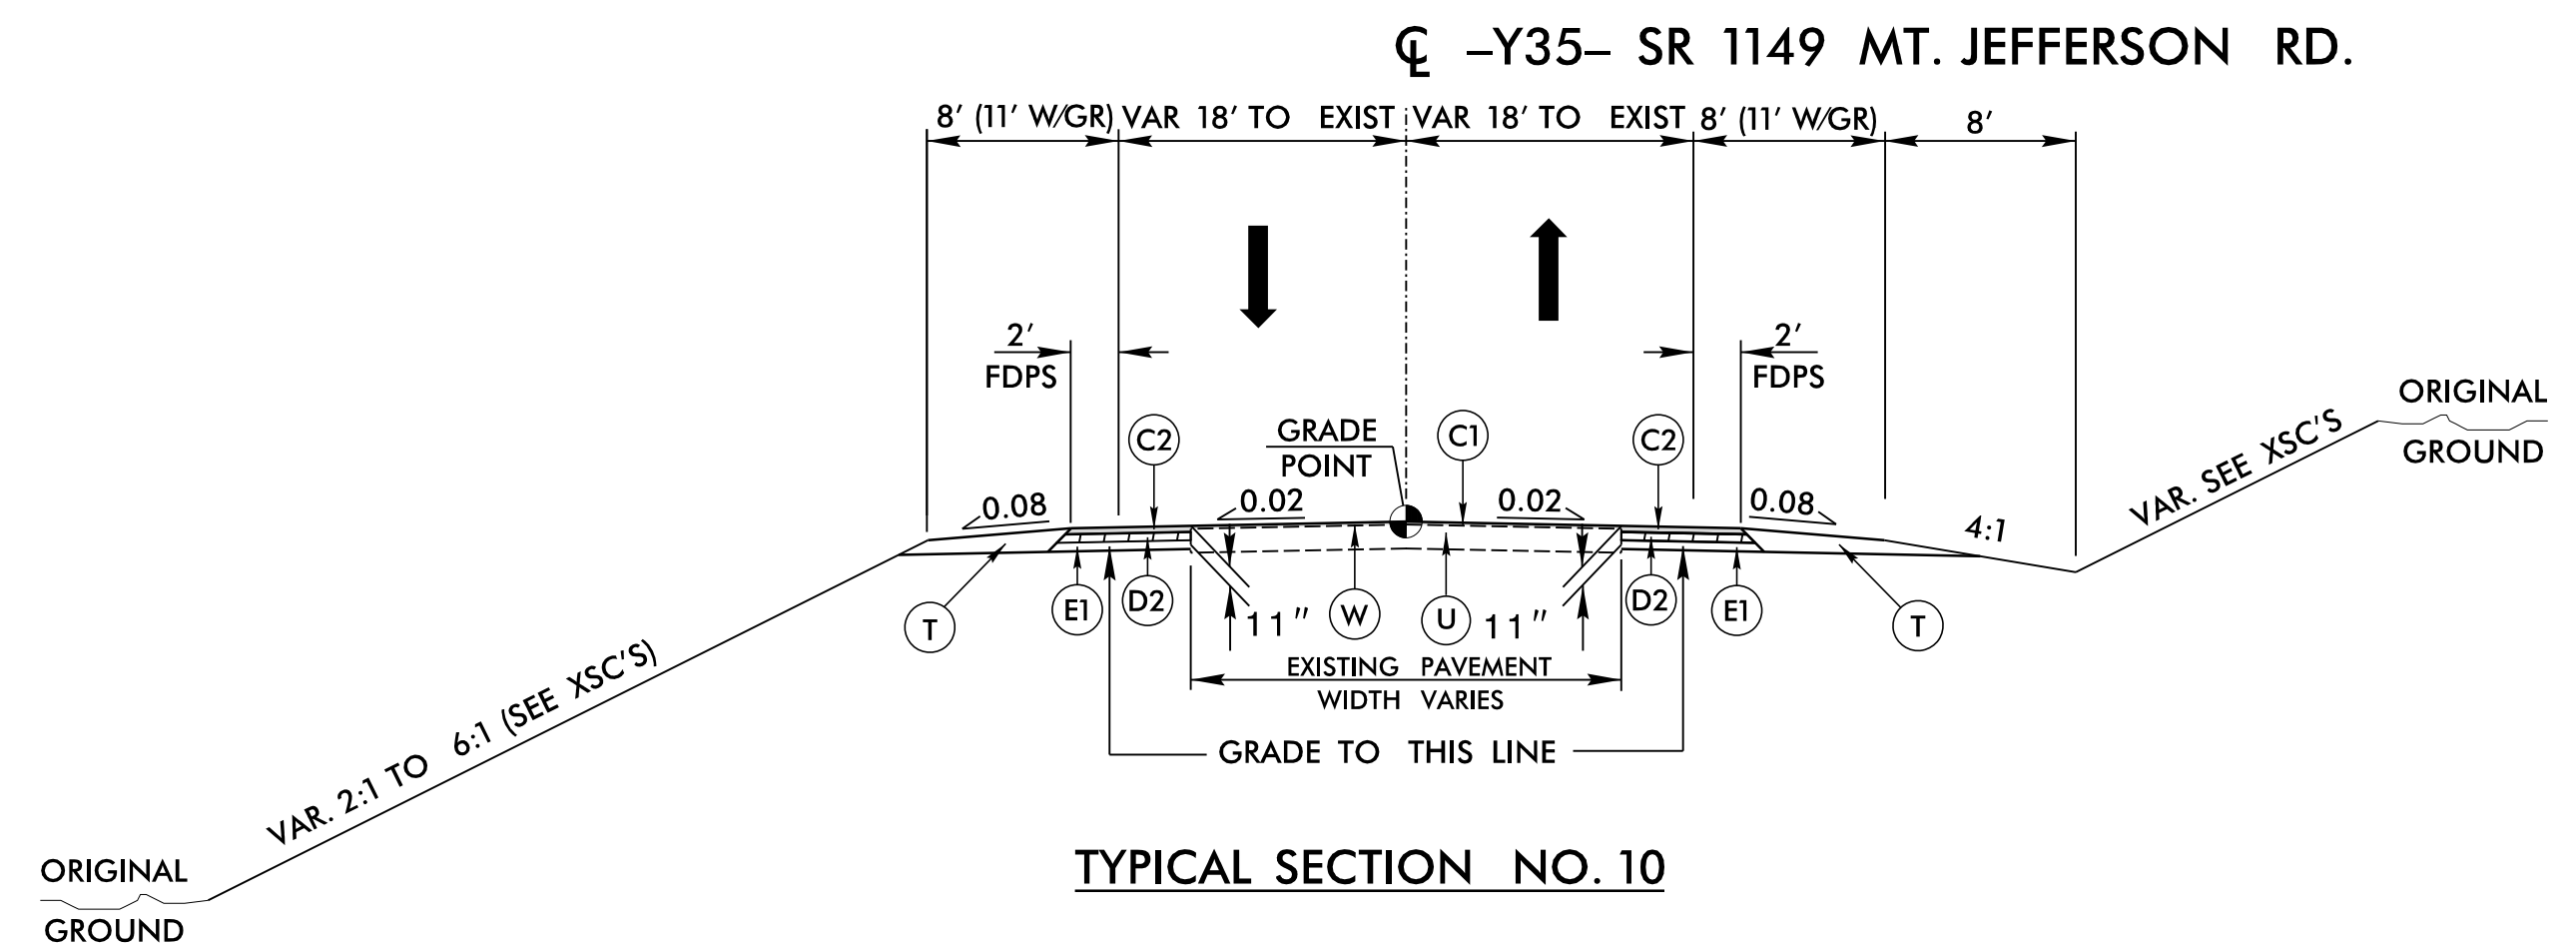 ℄ –Y35– SR 1149 MT. JEFFERSON RD.
8' (11' W/GR) VAR 18' TO EXIST VAR 18' TO EXIST 8' (11' W/GR) 8'
2' 2'
FDPS FDPS
ORIGINAL
GROUND
VAR. SEE XSC'S
C2 GRADE POINT C1 C2
0.08 0.02 0.02 0.08 4:1
T E1 D2 11" W U 11" D2 E1 T
EXISTING PAVEMENT
WIDTH VARIES
VAR. 2:1 TO 6:1 (SEE XSC'S)
GRADE TO THIS LINE
ORIGINAL
GROUND
TYPICAL SECTION NO. 10